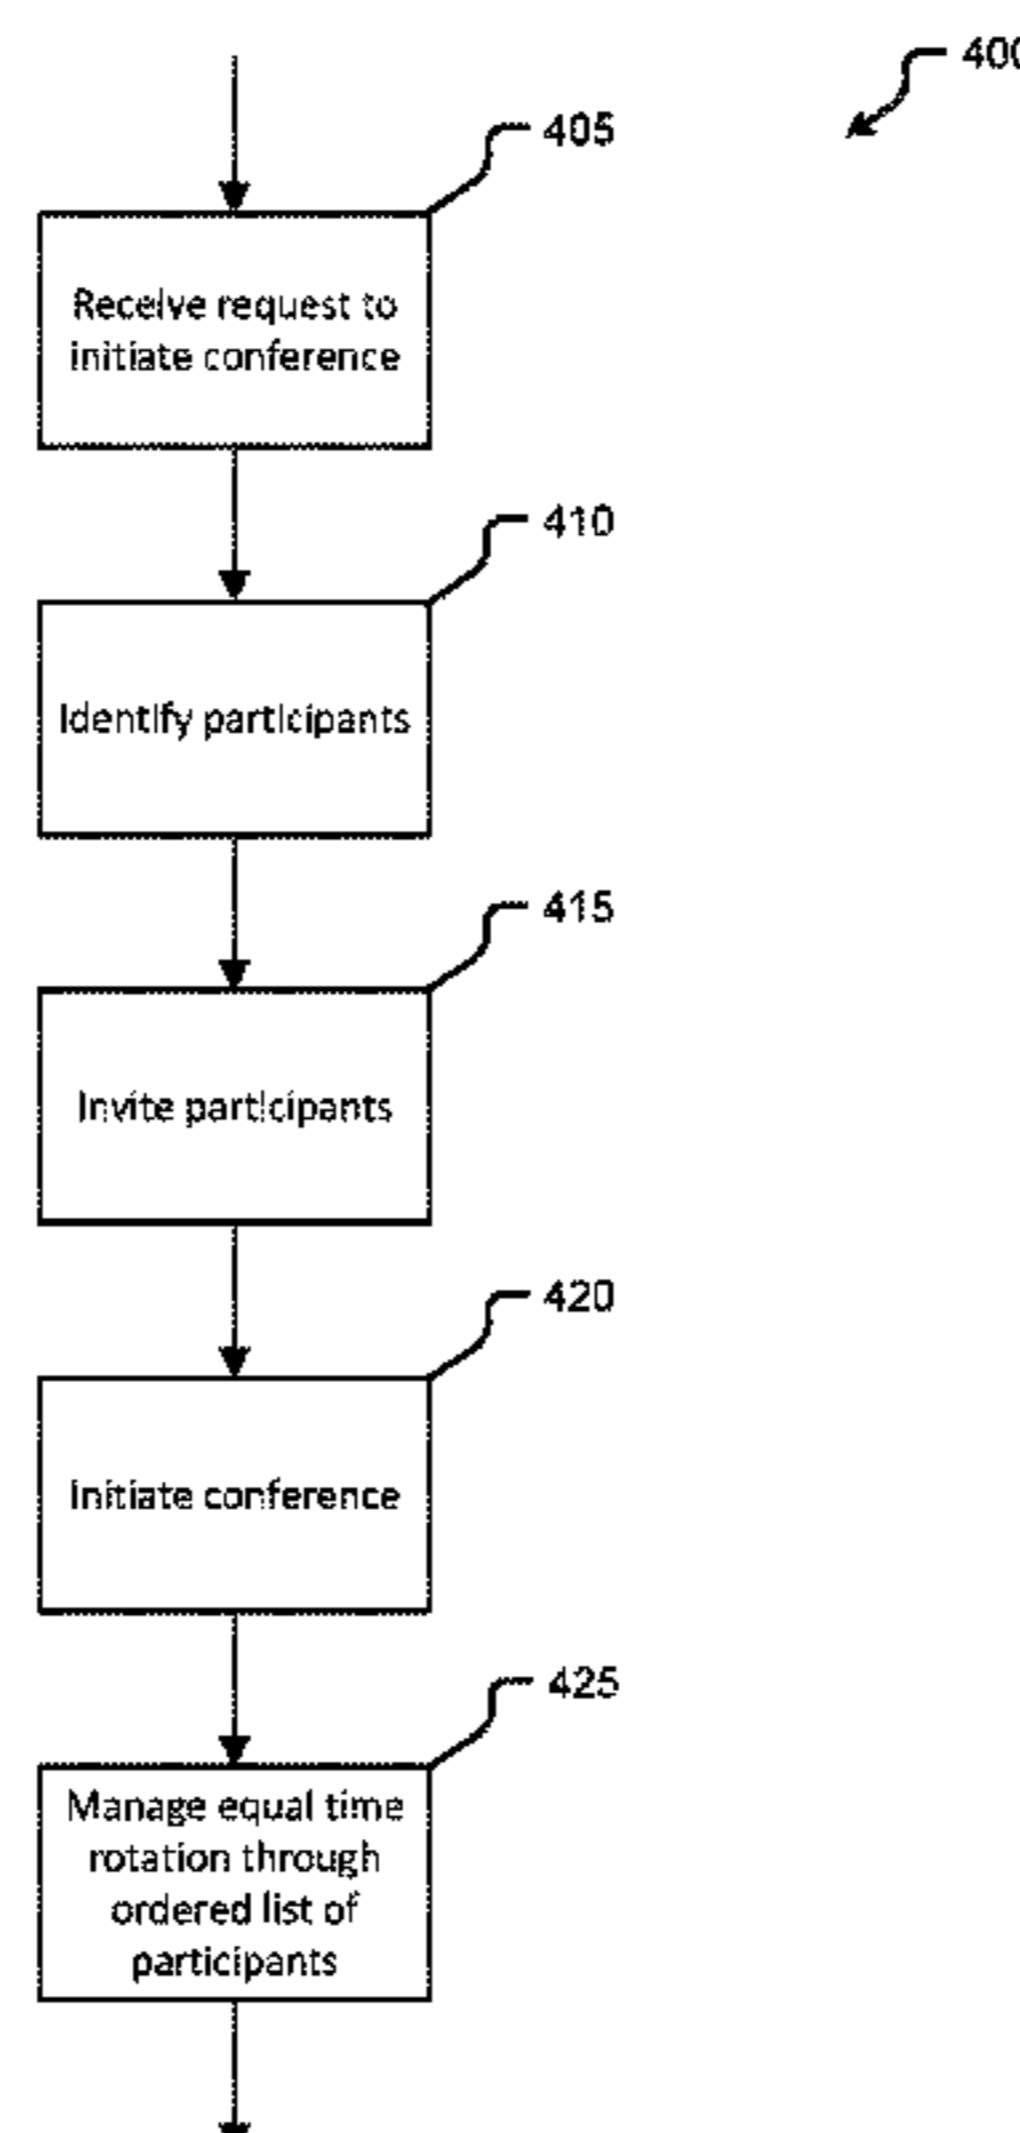 400
405
Receive request to
initiate conference
410
Identify participants
415
Invite participants
420
Initiate conference
425
Manage equal time
rotation through
ordered list of
participants